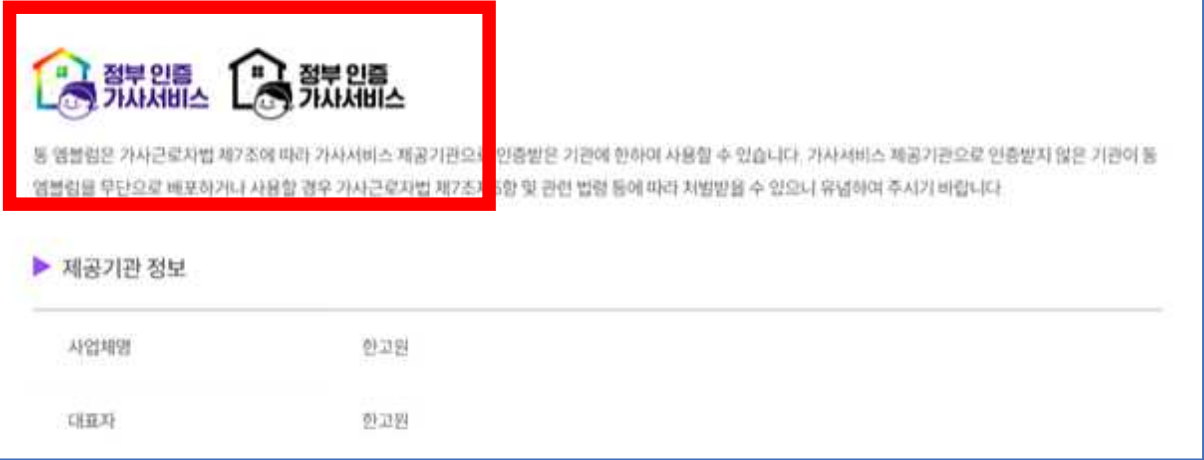 정부 인증
가사서비스
정부 인증
가사서비스
동 엠블럼은 가사근로자법 제7조에 따라 가사서비스 제공기관으로 인증받은 기관에 한하여 사용할 수 있습니다. 가사서비스 제공기관으로 인증받지 않은 기관이 동
엠블럼을 무단으로 배포하거나 사용할 경우 가사근로자법 제7조제5항 및 관련 법령 등에 따라 처벌받을 수 있으니 유념하여 주시기 바랍니다
제공기관 정보
사업체명 한고원
대표자 한고원